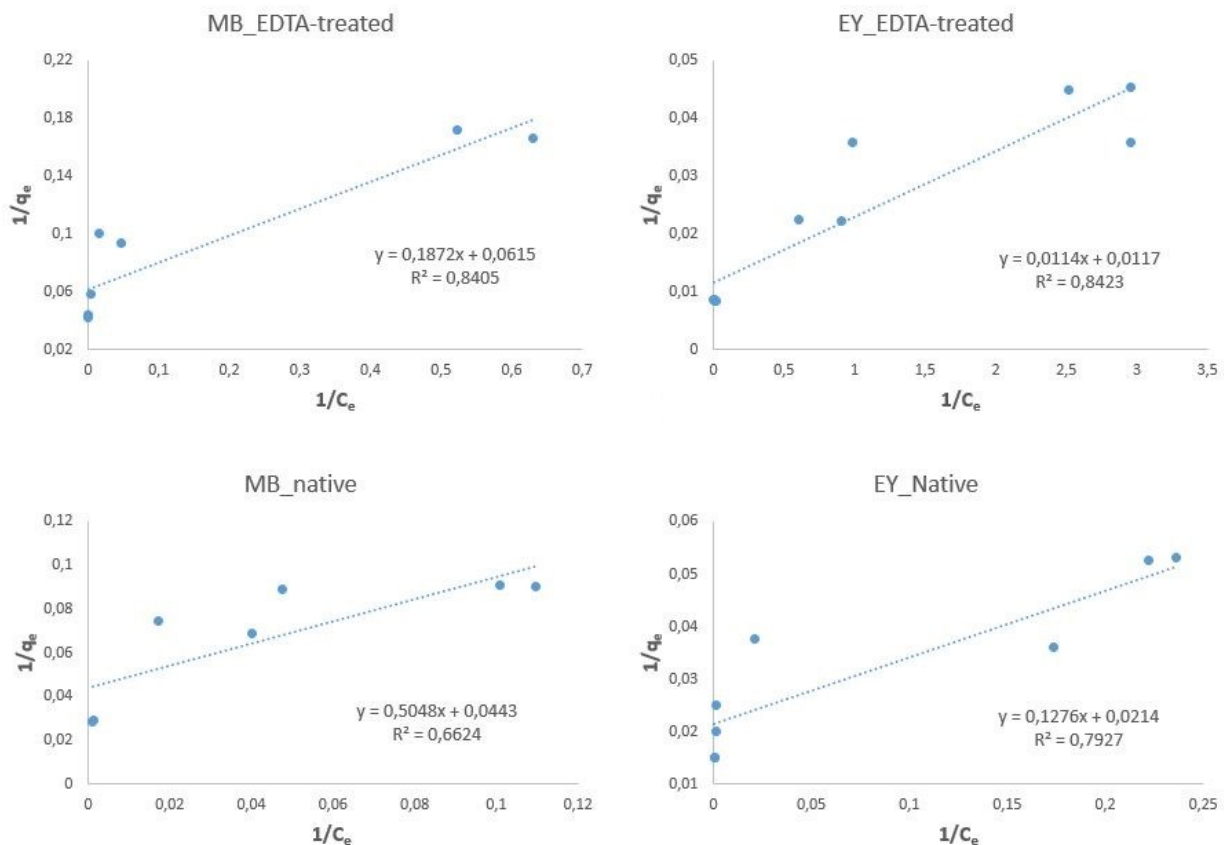 MB_EDTA-treated
0,22
0,18
0,14
0,1
0,06
0,02
1/qₑ
y = 0,1872x + 0,0615
R² = 0,8405
0 0,1 0,2 0,3 0,4 0,5 0,6 0,7
1/Cₑ
EY_EDTA-treated
0,05
0,04
0,03
0,02
0,01
0
1/qₑ
y = 0,0114x + 0,0117
R² = 0,8423
0 0,5 1 1,5 2 2,5 3 3,5
1/Cₑ
MB_native
0,12
0,1
0,08
0,06
0,04
0,02
0
1/qₑ
y = 0,5048x + 0,0443
R² = 0,6624
0 0,02 0,04 0,06 0,08 0,1 0,12
1/Cₑ
EY_Native
0,06
0,05
0,04
0,03
0,02
0,01
1/qₑ
y = 0,1276x + 0,0214
R² = 0,7927
0 0,05 0,1 0,15 0,2 0,25
1/Cₑ